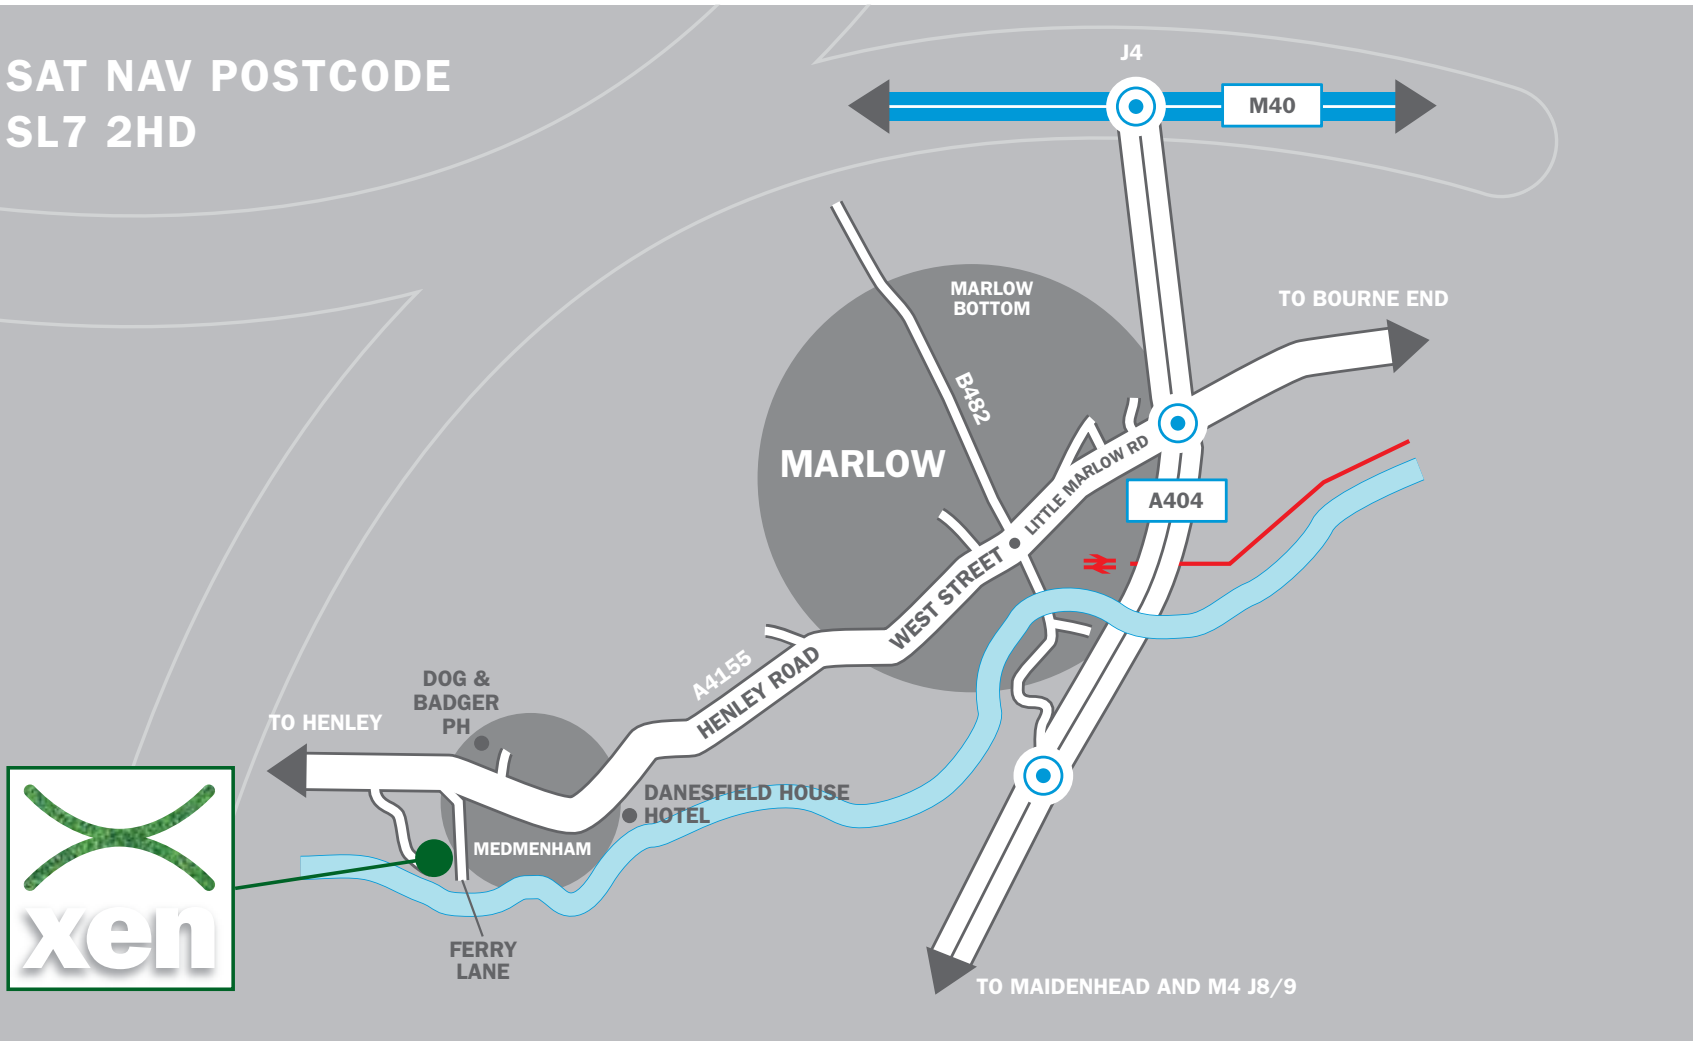 SAT NAV POSTCODE
SL7 2HD
J4
M40
MARLOW
BOTTOM
TO BOURNE END
B482
MARLOW
LITTLE MARLOW RD
A404
WEST STREET
A4155
HENLEY ROAD
DOG &
BADGER
PH
TO HENLEY
DANESFIELD HOUSE
HOTEL
MEDMENHAM
xen
FERRY
LANE
TO MAIDENHEAD AND M4 J8/9